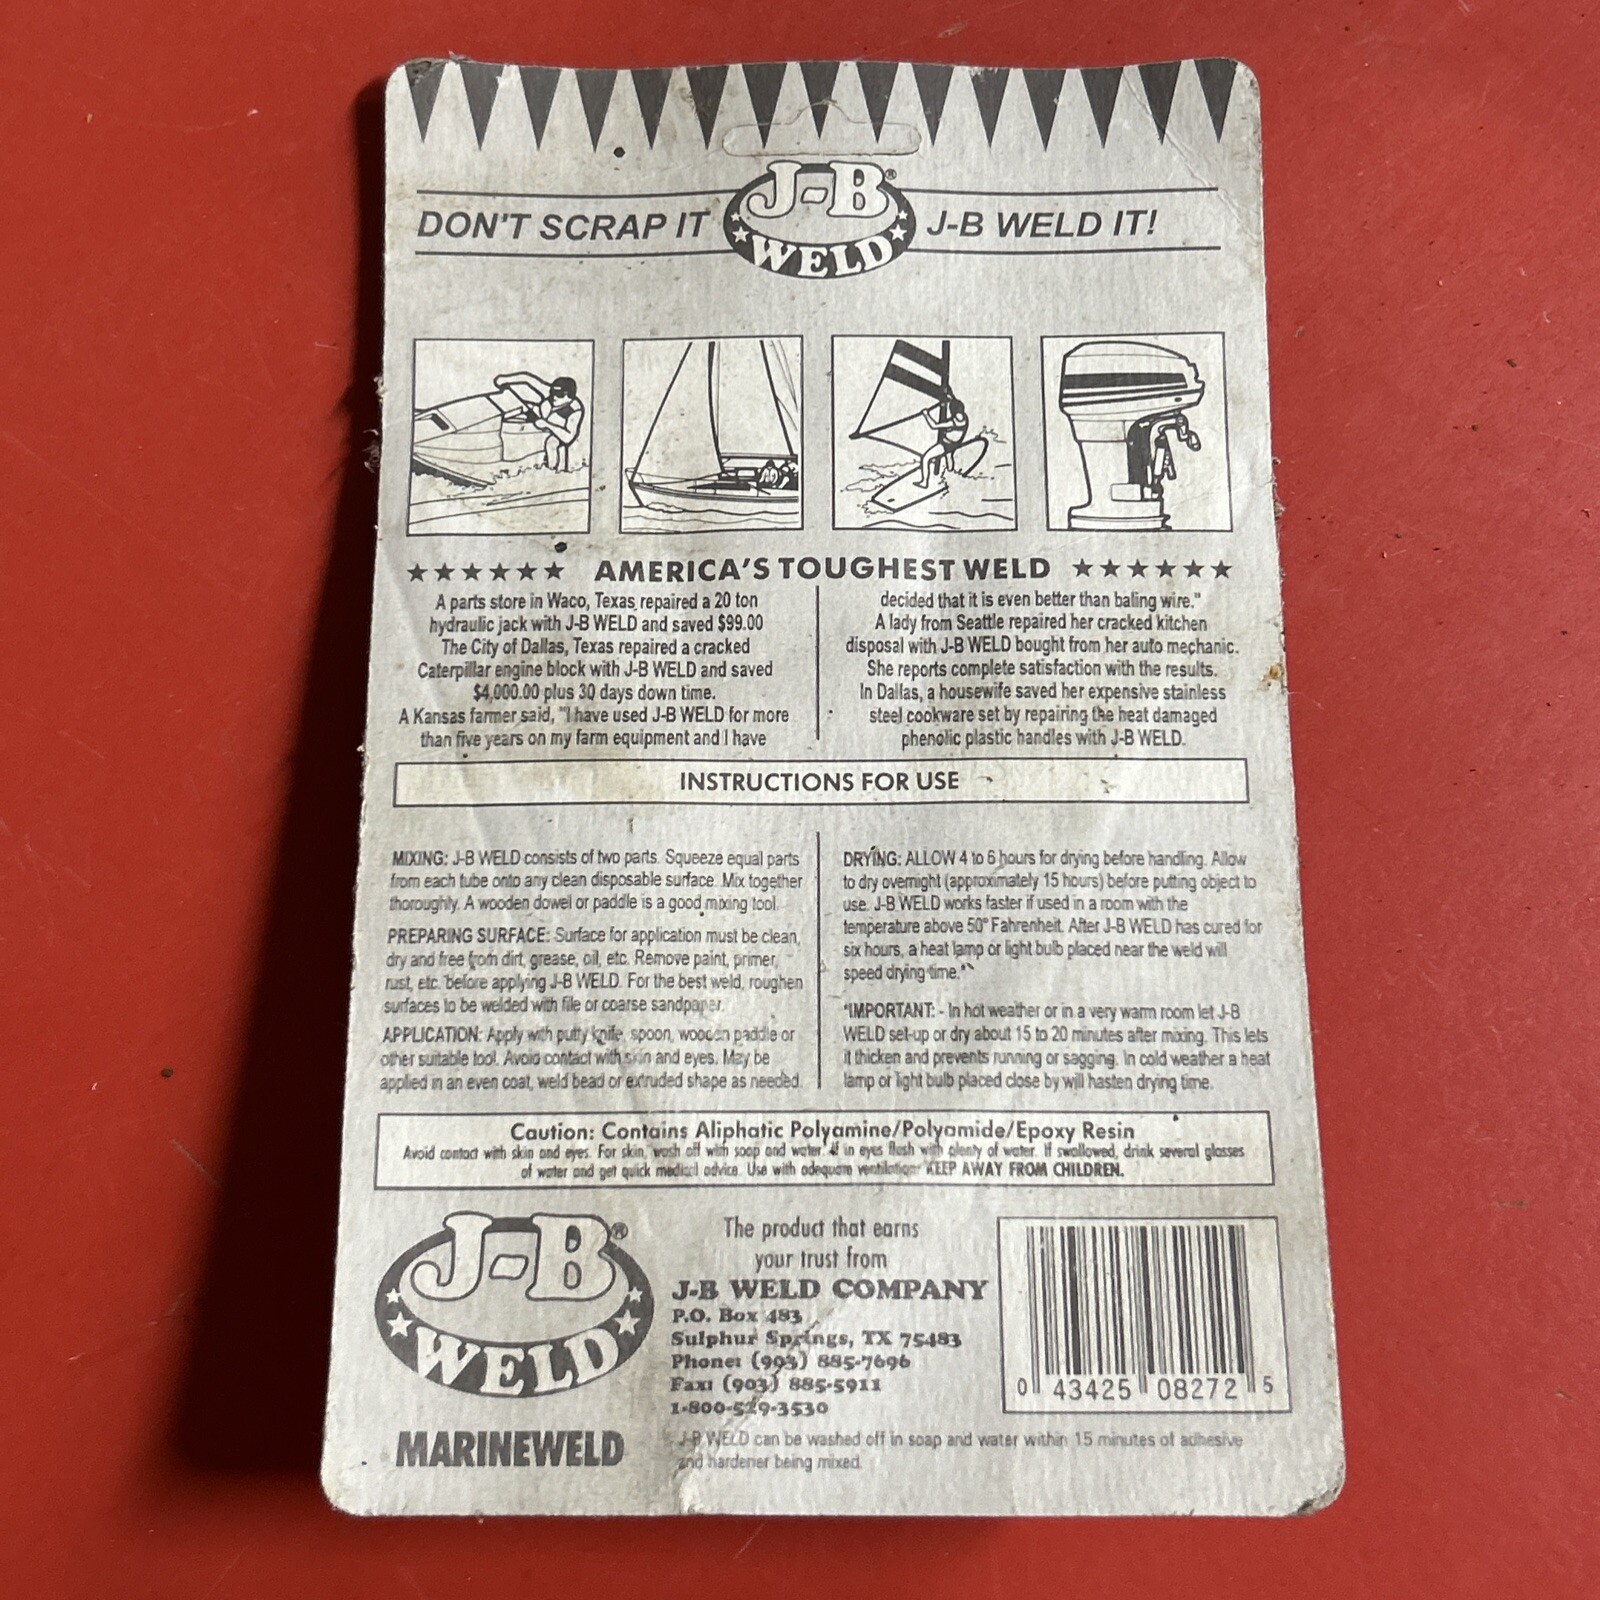 DON'T SCRAP IT
J-B®
WELD
J-B WELD IT!
★★★★★★ AMERICA'S TOUGHEST WELD ★★★★★★
A parts store in Waco, Texas repaired a 20 ton
hydraulic jack with J-B WELD and saved $99.00
The City of Dallas, Texas repaired a cracked
Caterpillar engine block with J-B WELD and saved
$4,000.00 plus 30 days down time.
A Kansas farmer said, "I have used J-B WELD for more
than five years on my farm equipment and I have
decided that it is even better than baling wire."
A lady from Seattle repaired her cracked kitchen
disposal with J-B WELD bought from her auto mechanic.
She reports complete satisfaction with the results.
In Dallas, a housewife saved her expensive stainless
steel cookware set by repairing the heat damaged
phenolic plastic handles with J-B WELD.
INSTRUCTIONS FOR USE
MIXING: J-B WELD consists of two parts. Squeeze equal parts
from each tube onto any clean disposable surface. Mix together
thoroughly. A wooden dowel or paddle is a good mixing tool.
PREPARING SURFACE: Surface for application must be clean,
dry and free from dirt, grease, oil, etc. Remove paint, primer,
rust, etc. before applying J-B WELD. For the best weld, roughen
surfaces to be welded with file or coarse sandpaper.
APPLICATION: Apply with putty knife, spoon, wooden paddle or
other suitable tool. Avoid contact with skin and eyes. May be
applied in an even coat, weld bead or extruded shape as needed.
DRYING: ALLOW 4 to 6 hours for drying before handling. Allow
to dry overnight (approximately 15 hours) before putting object to
use. J-B WELD works faster if used in a room with the
temperature above 50° Fahrenheit. After J-B WELD has cured for
six hours, a heat lamp or light bulb placed near the weld will
speed drying time.*
*IMPORTANT: - In hot weather or in a very warm room let J-B
WELD set-up or dry about 15 to 20 minutes after mixing. This lets
it thicken and prevents running or sagging. In cold weather a heat
lamp or light bulb placed close by will hasten drying time.
Caution: Contains Aliphatic Polyamine/Polyamide/Epoxy Resin
Avoid contact with skin and eyes. For skin, wash off with soap and water. If in eyes flush with plenty of water. If swallowed, drink several glasses
of water and get quick medical advice. Use with adequate ventilation. KEEP AWAY FROM CHILDREN.
J-B®
WELD
MARINEWELD
The product that earns
your trust from
J-B WELD COMPANY
P.O. Box 483
Sulphur Springs, TX 75483
Phone: (903) 885-7696
Fax: (903) 885-5911
1-800-529-3530
J-B WELD can be washed off in soap and water within 15 minutes of adhesive
and hardener being mixed.
0 43425 08272 5